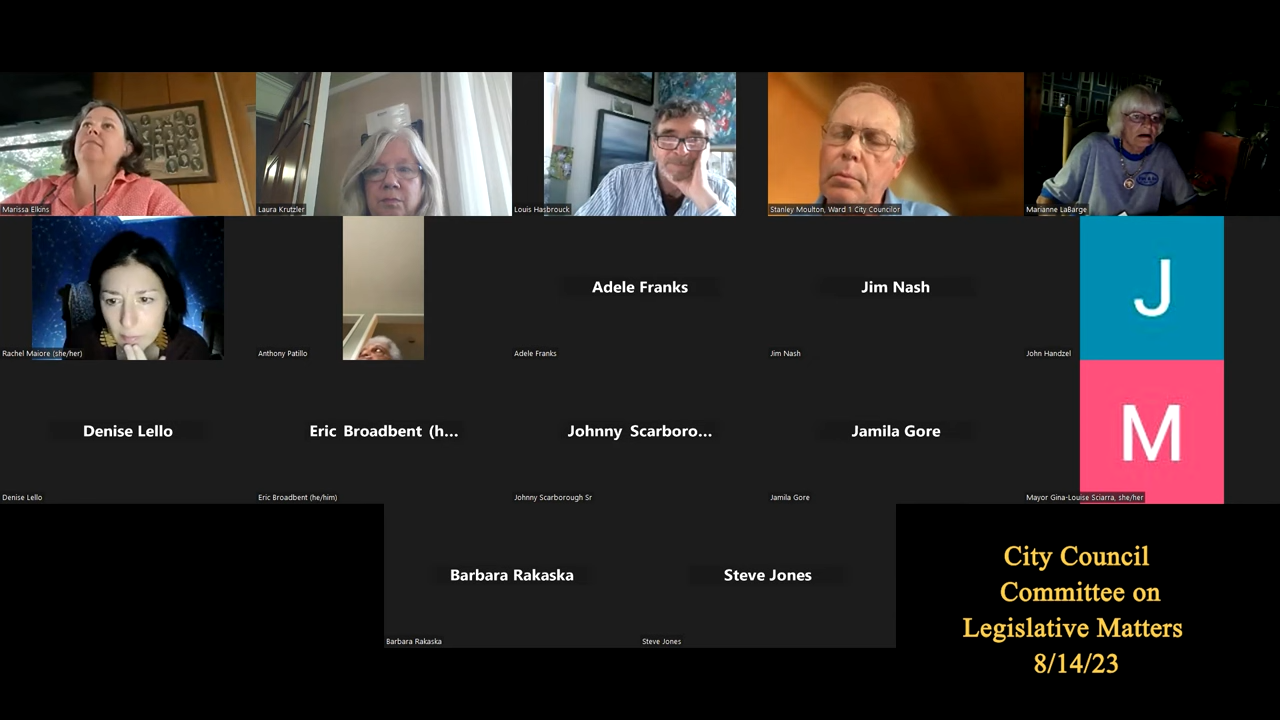 Marissa Elkins
Laura Krutzler
Louis Hasbrouck
Stanley Moulton, Ward 1 City Councilor
Marianne LaBarge
Rachel Maiore (she/her)
Anthony Patillo
Adele Franks
Adele Franks
Jim Nash
Jim Nash
J
John Handzel
Denise Lello
Denise Lello
Eric Broadbent (h...
Eric Broadbent (he/him)
Johnny Scarboro...
Johnny Scarborough Sr
Jamila Gore
Jamila Gore
M
Mayor Gina-Louise Sciarra, she/her
Barbara Rakaska
Barbara Rakaska
Steve Jones
Steve Jones
City Council
Committee on
Legislative Matters
8/14/23